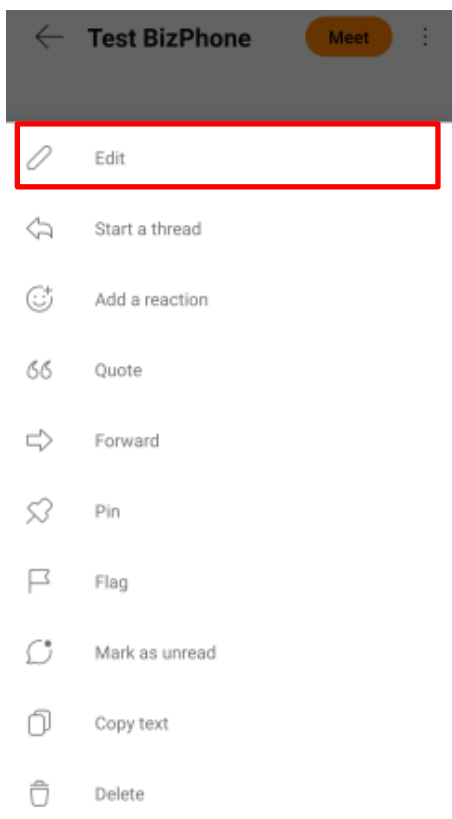 Test BizPhone
Meet
Edit
Start a thread
Add a reaction
Quote
Forward
Pin
Flag
Mark as unread
Copy text
Delete